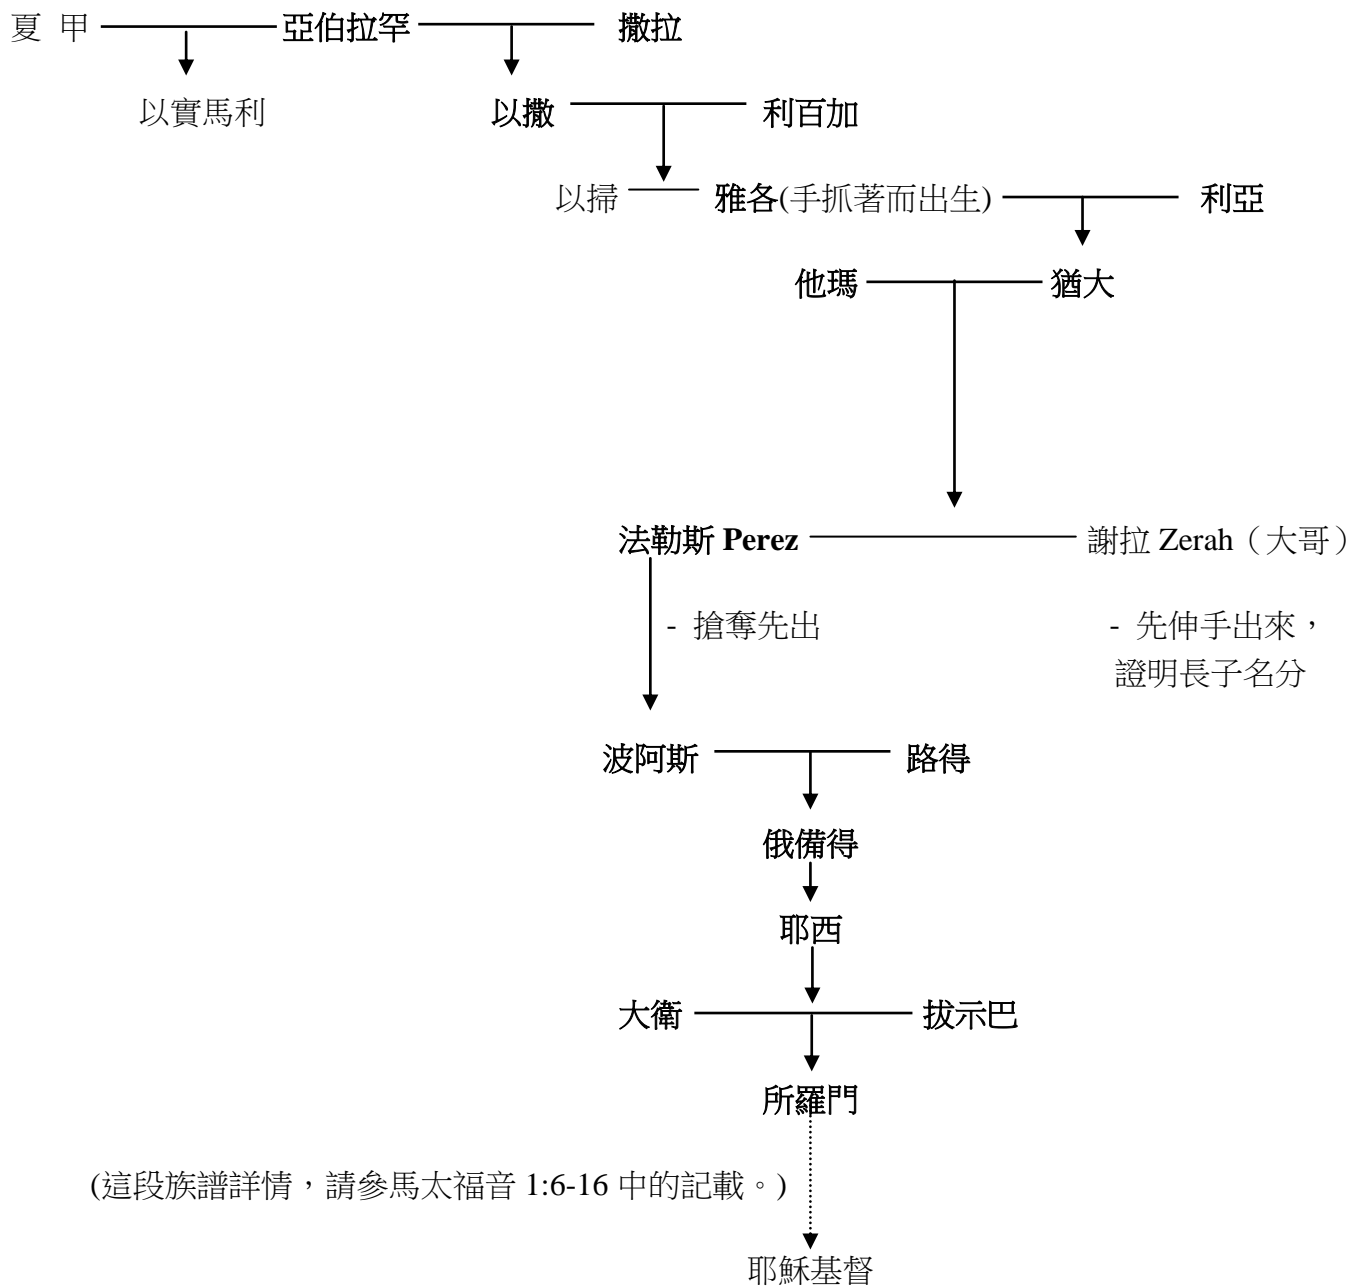 夏 甲 亞伯拉罕 撒拉
以實馬利 以撒 利百加
以掃 雅各(手抓著而出生) 利亞
他瑪 猶大
法勒斯 Perez 謝拉 Zerah（大哥）
- 搶奪先出 - 先伸手出來，
證明長子名分
波阿斯 路得
俄備得
耶西
大衛 拔示巴
所羅門
(這段族譜詳情，請參馬太福音 1:6-16 中的記載。)
耶穌基督